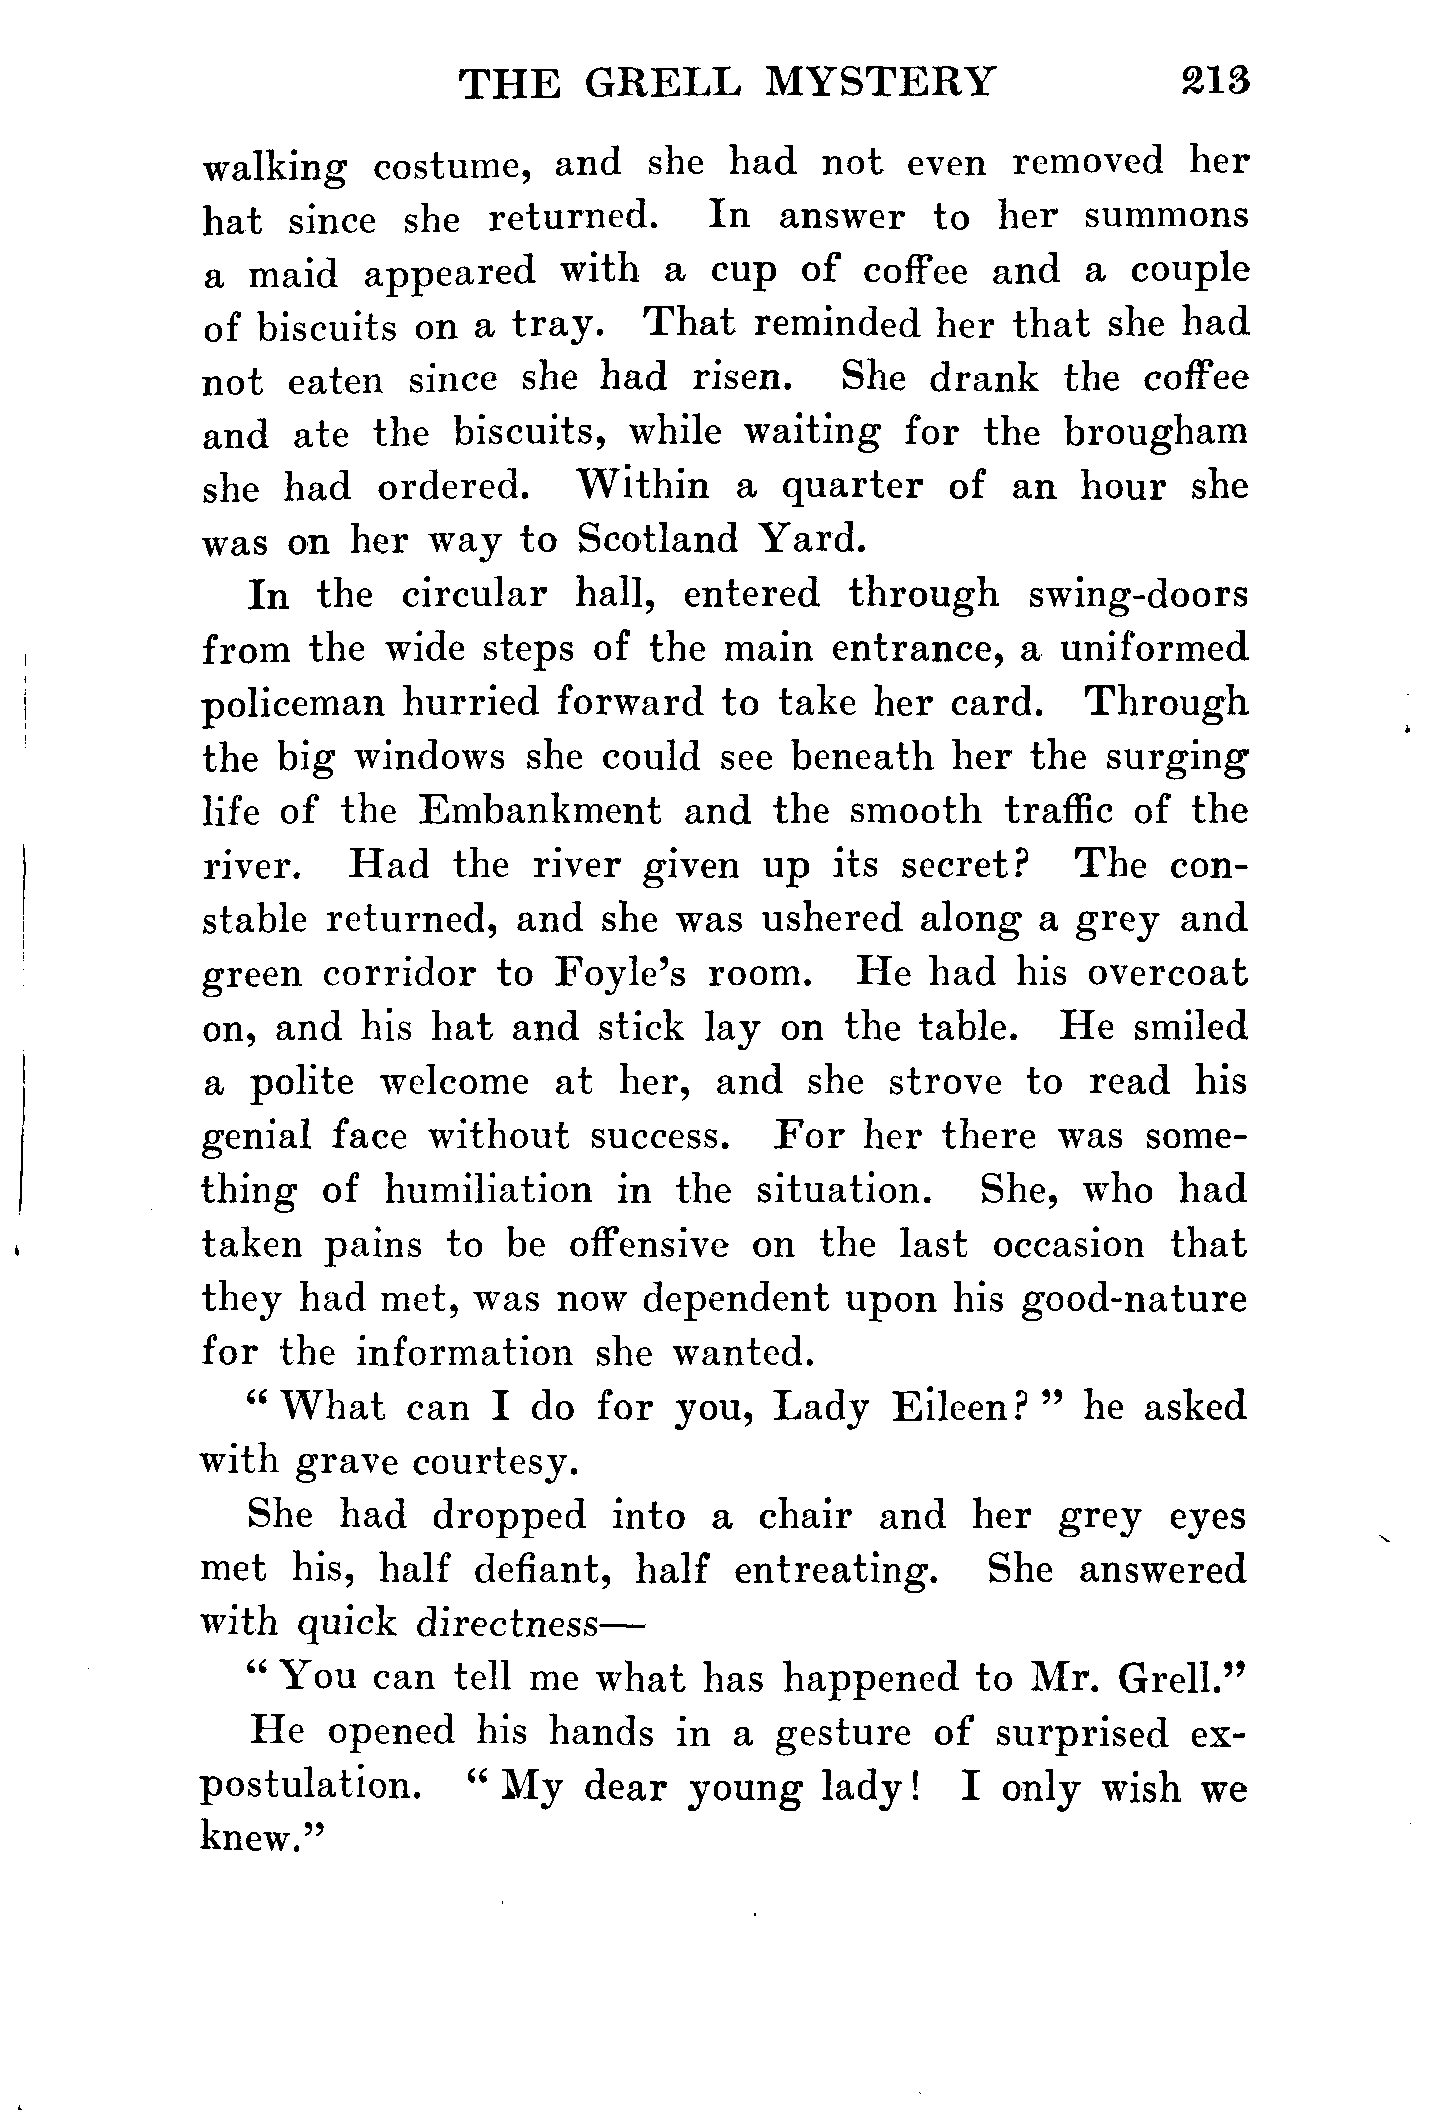 THE GRELL MYSTERY 213
walking costume, and she had not even removed her
hat since she returned. In answer to her summons
a maid appeared with a cup of coffee and a couple
of biscuits on a tray. That reminded her that she had
not eaten since she had risen. She drank the coffee
and ate the biscuits, while waiting for the brougham
she had ordered. Within a quarter of an hour she
was on her way to Scotland Yard.
In the circular hall, entered through swing-doors
from the wide steps of the main entrance, a uniformed
policeman hurried forward to take her card. Through
the big windows she could see beneath her the surging
life of the Embankment and the smooth traffic of the
river. Had the river given up its secret? The con-
stable returned, and she was ushered along a grey and
green corridor to Foyle's room. He had his overcoat
on, and his hat and stick lay on the table. He smiled
a polite welcome at her, and she strove to read his
genial face without success. For her there was some-
thing of humiliation in the situation. She, who had
taken pains to be offensive on the last occasion that
they had met, was now dependent upon his good-nature
for the information she wanted.
“ What can I do for you, Lady Eileen? ” he asked
with grave courtesy.
She had dropped into a chair and her grey eyes
met his, half defiant, half entreating. She answered
with quick directness—
“ You can tell me what has happened to Mr. Grell.”
He opened his hands in a gesture of surprised ex-
postulation. “ My dear young lady! I only wish we
knew.”